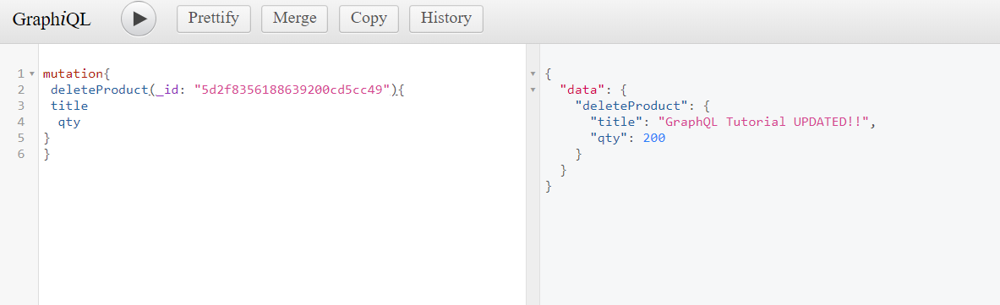 GraphiQL Prettify Merge Copy History
1 mutation{
2 deleteProduct(_id: "5d2f8356188639200cd5cc49"){
3 title
4 qty
5 }
6 }
{
"data": {
"deleteProduct": {
"title": "GraphQL Tutorial UPDATED!!",
"qty": 200
}
}
}